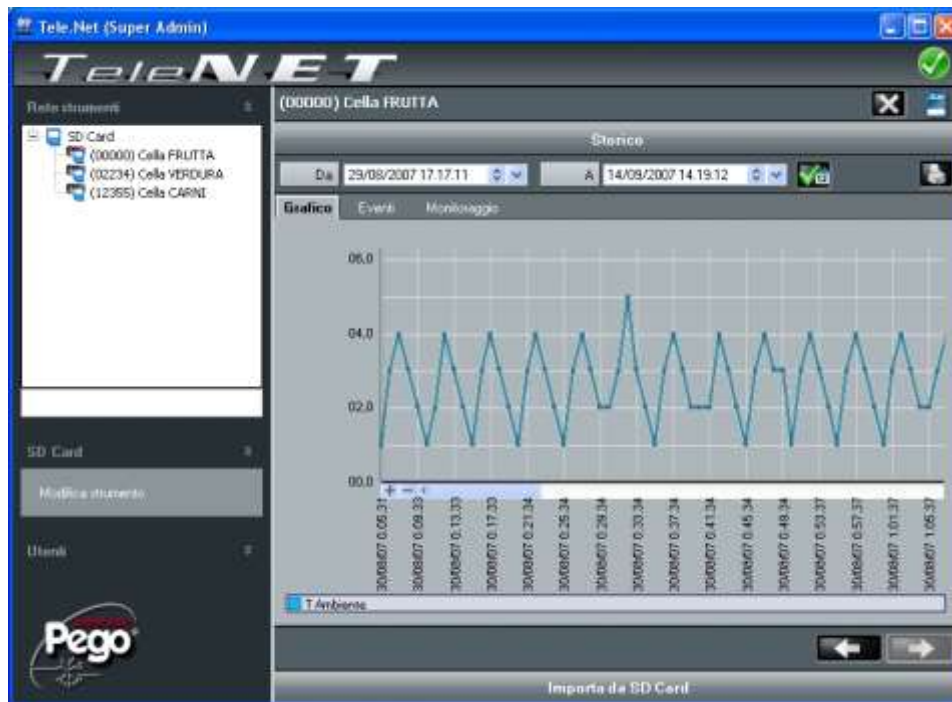 Tele.Net (Super Admin)
TeleNET
Rete strumenti
SD Card
(00000) Cella FRUTTA
(02234) Cella VERDURA
(12355) Cella CARNI
SD Card
Modifica strumento
Utenti
Pego
(00000) Cella FRUTTA
Storico
Da 29/08/2007 17.17.11 A 14/09/2007 14.19.12
Grafico Eventi Monitoraggio
06.0
04.0
02.0
00.0
30/08/07 0.05.31
30/08/07 0.09.33
30/08/07 0.13.33
30/08/07 0.17.33
30/08/07 0.21.34
30/08/07 0.25.34
30/08/07 0.29.34
30/08/07 0.33.34
30/08/07 0.37.34
30/08/07 0.41.34
30/08/07 0.45.34
30/08/07 0.49.34
30/08/07 0.53.37
30/08/07 0.57.37
30/08/07 1.01.37
30/08/07 1.05.37
T Ambiente
Importa da SD Card